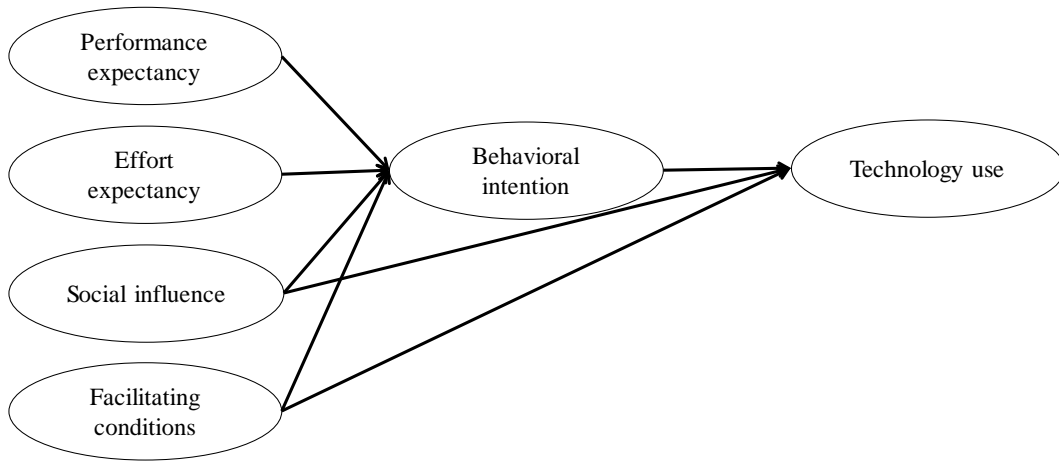 Performance
expectancy
Effort
expectancy
Social influence
Facilitating
conditions
Behavioral
intention
Technology use